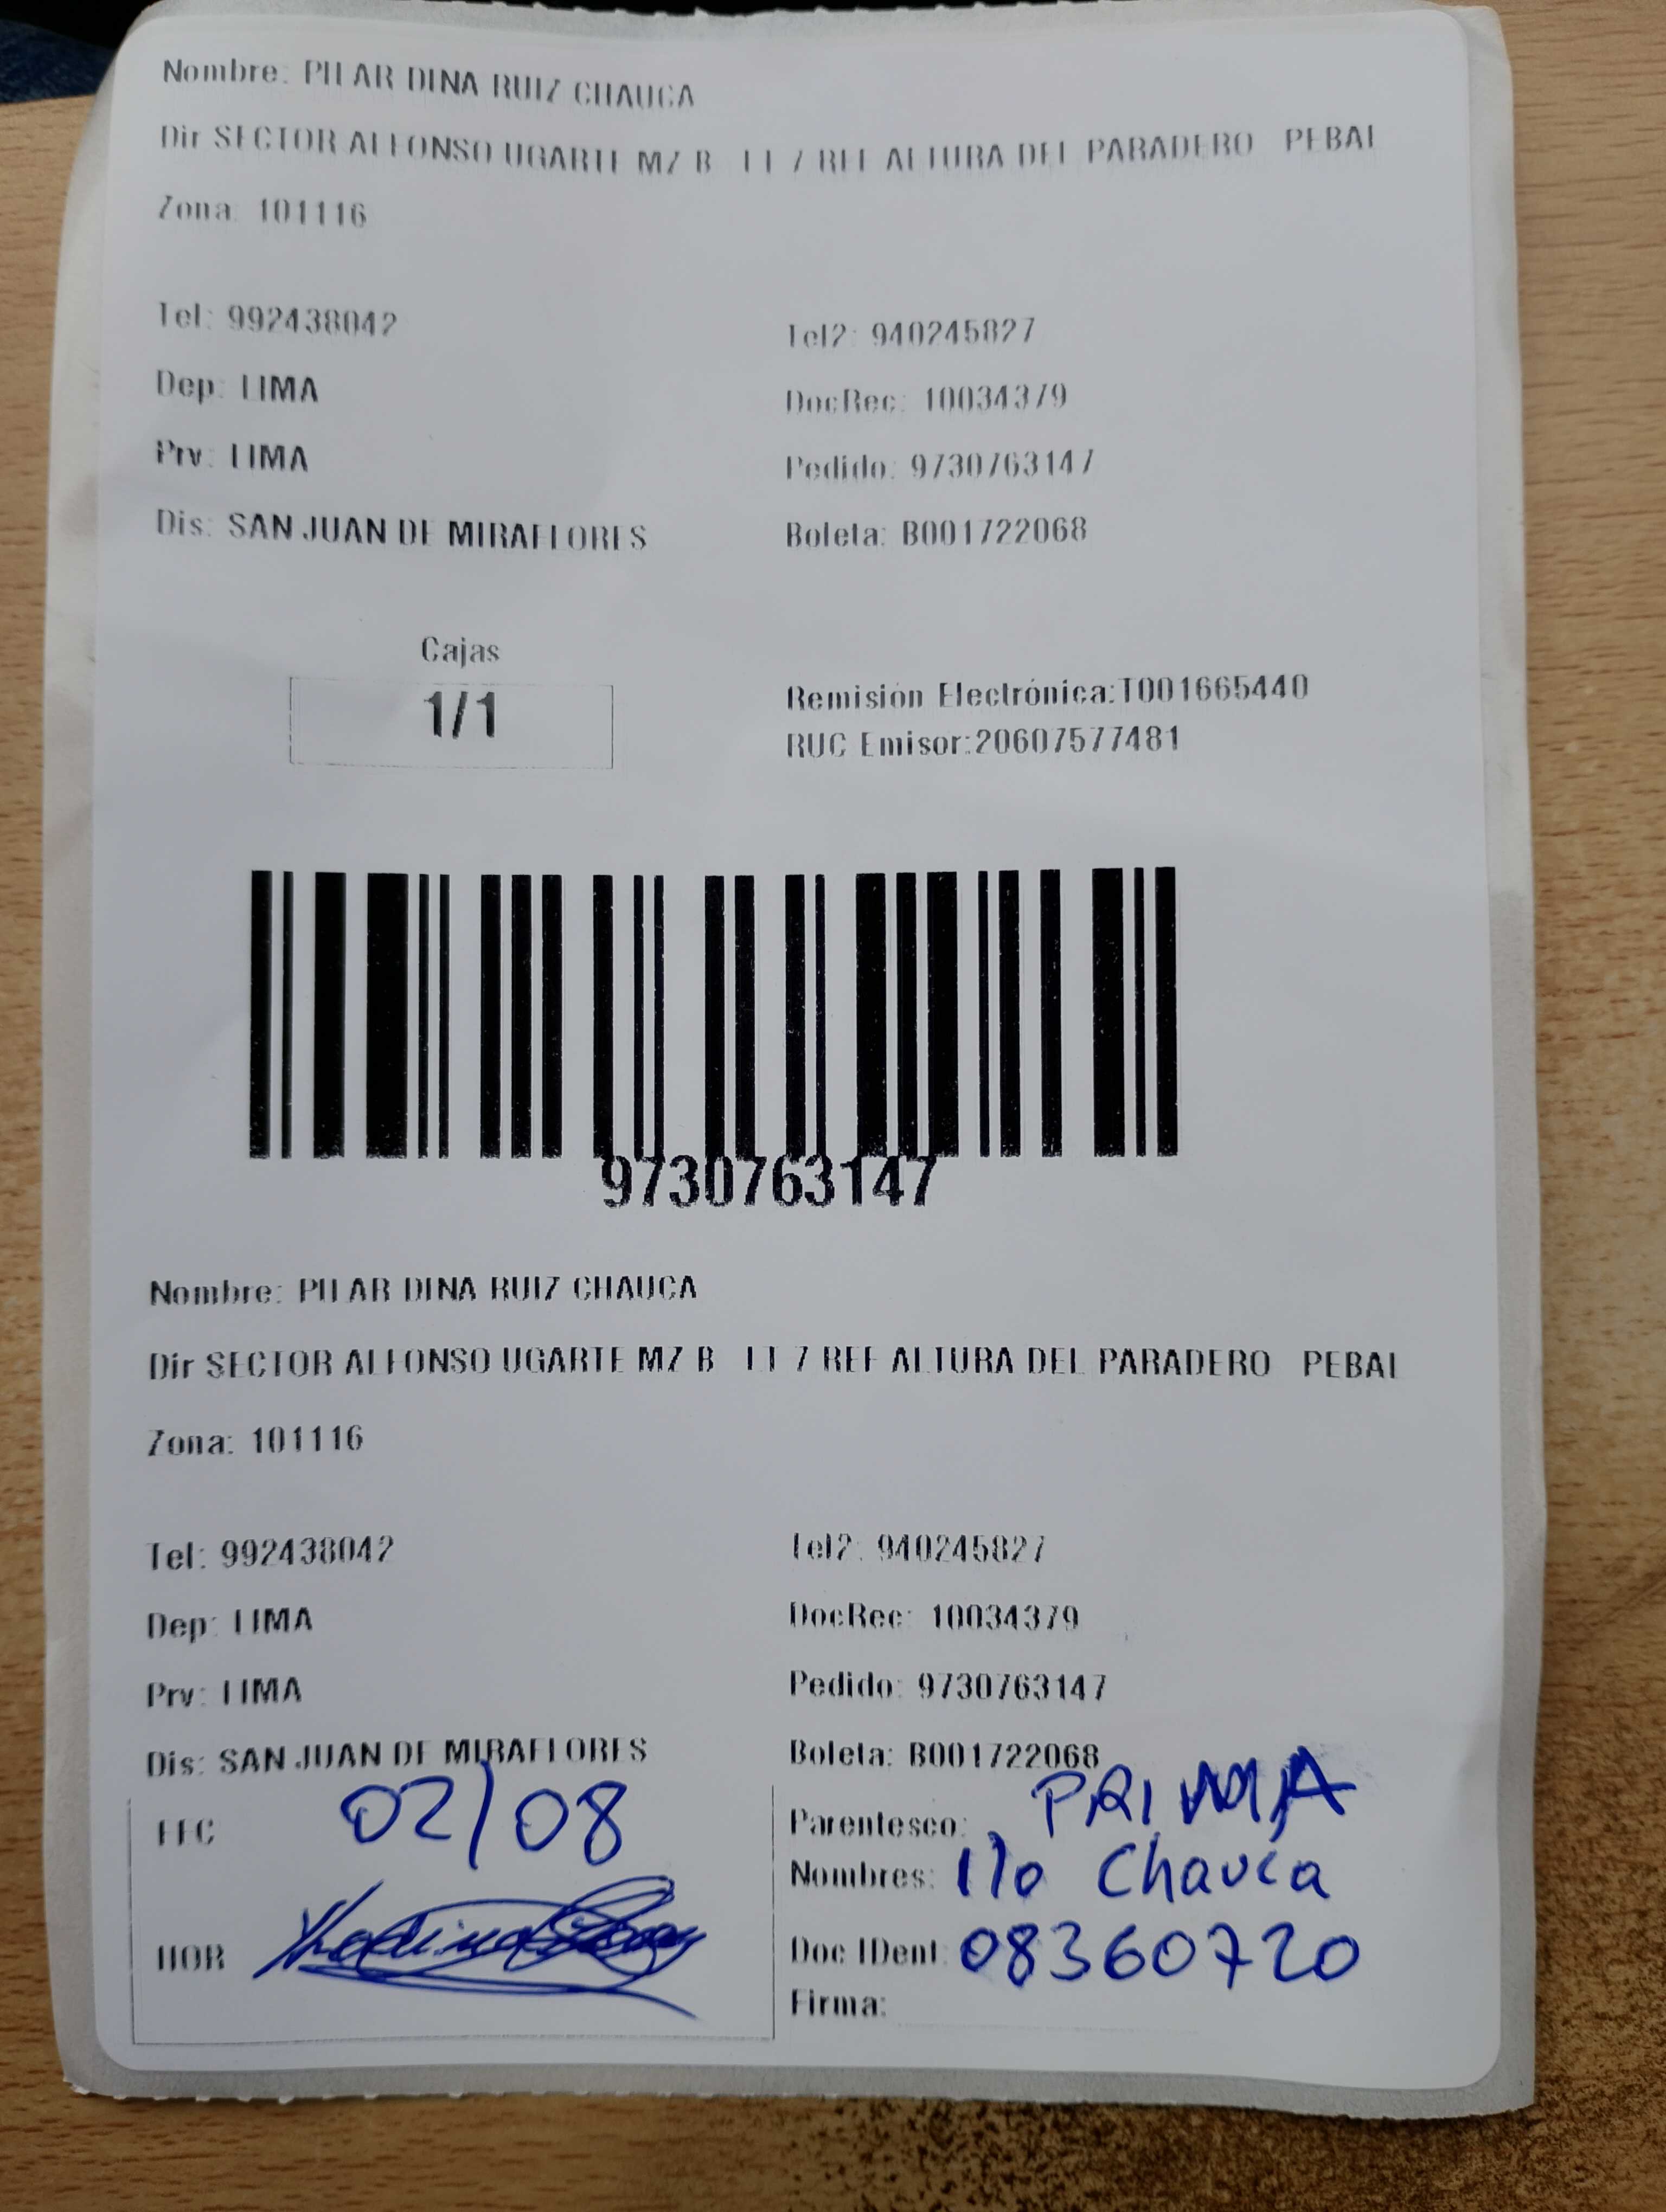 Nombre: PILAR DINA RUIZ CHAUCA
Dir SECTOR ALFONSO UGARTE MZ B LT 7 REF ALTURA DEL PARADERO PEBAL
Zona: 101116
Tel: 992438042
Tel2: 940245827
Dep: LIMA
DocRec: 10034379
Prv: LIMA
Pedido: 9730763147
Dis: SAN JUAN DE MIRAFLORES
Boleta: B001722068
Cajas
1/1
Remisión Electrónica:T001665440
RUC Emisor:20607577481
9730763147
Nombre: PILAR DINA RUIZ CHAUCA
Dir SECTOR ALFONSO UGARTE MZ B LT 7 REF ALTURA DEL PARADERO PEBAL
Zona: 101116
Tel: 992438042
Tel2: 940245827
Dep: LIMA
DocRec: 10034379
Prv: LIMA
Pedido: 9730763147
Dis: SAN JUAN DE MIRAFLORES
Boleta: B001722068
FEC 02/08
Parentesco: PRIMA
Nombres: Chauca
HOR
Doc IDent: 08360720
Firma: